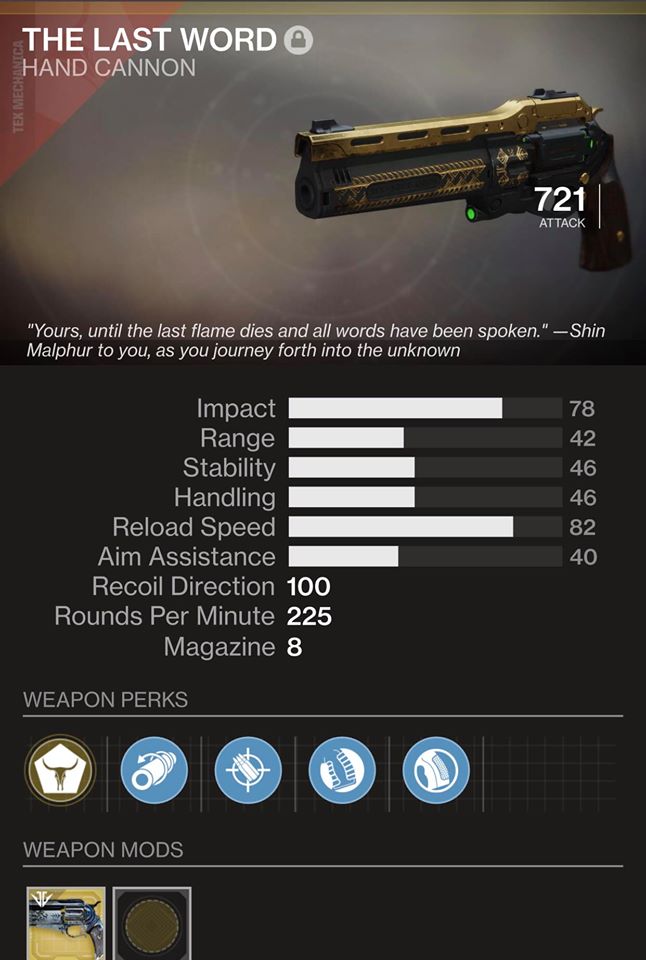 THE LAST WORD
HAND CANNON
TEX MECHANICA
721
ATTACK
"Yours, until the last flame dies and all words have been spoken." —Shin
Malphur to you, as you journey forth into the unknown
Impact 78
Range 42
Stability 46
Handling 46
Reload Speed 82
Aim Assistance 40
Recoil Direction 100
Rounds Per Minute 225
Magazine 8
WEAPON PERKS
WEAPON MODS